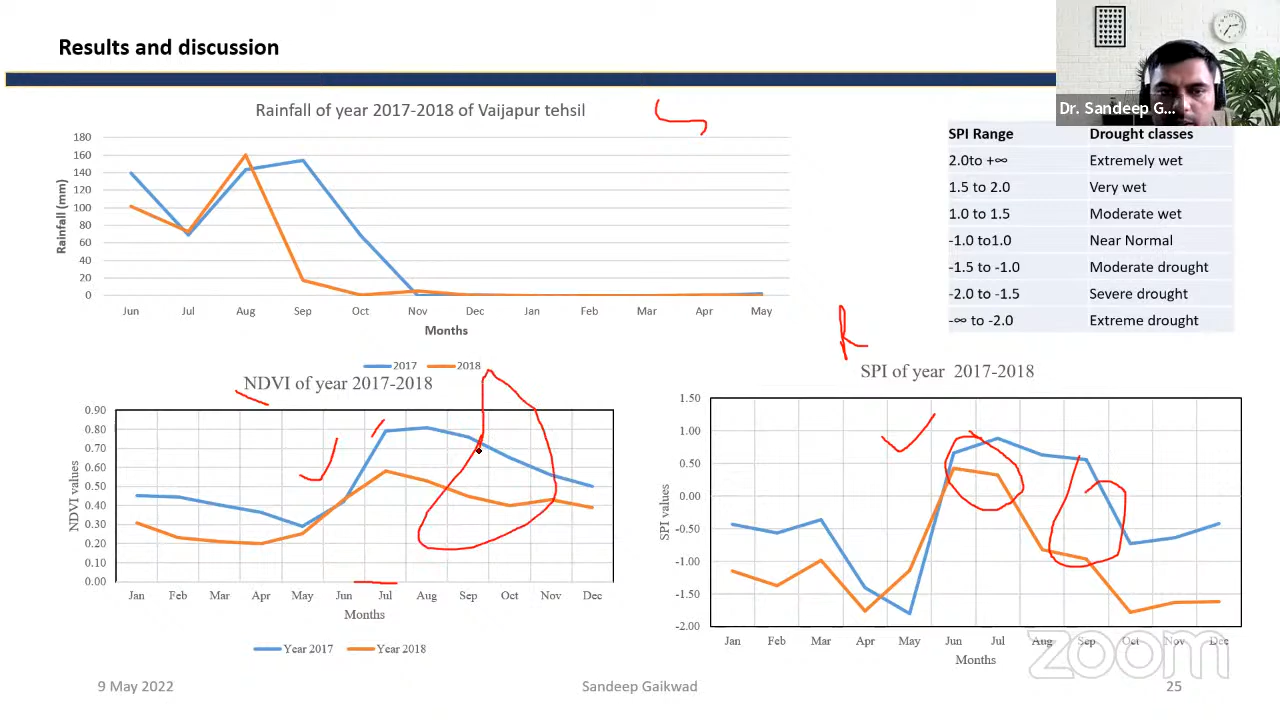 Results and discussion
Dr. Sandeep G...
Rainfall of year 2017-2018 of Vaijapur tehsil
180
160
140
120
100
80
60
40
20
0
Rainfall (mm)
Jun Jul Aug Sep Oct Nov Dec Jan Feb Mar Apr May
Months
2017 2018
SPI Range Drought classes
2.0to +∞ Extremely wet
1.5 to 2.0 Very wet
1.0 to 1.5 Moderate wet
-1.0 to1.0 Near Normal
-1.5 to -1.0 Moderate drought
-2.0 to -1.5 Severe drought
-∞ to -2.0 Extreme drought
NDVI of year 2017-2018
0.90
0.80
0.70
0.60
0.50
0.40
0.30
0.20
0.10
0.00
NDVI values
Jan Feb Mar Apr May Jun Jul Aug Sep Oct Nov Dec
Months
Year 2017 Year 2018
SPI of year 2017-2018
1.50
1.00
0.50
0.00
-0.50
-1.00
-1.50
-2.00
SPI values
Jan Feb Mar Apr May Jun Jul Aug Sep Oct Nov Dec
Months
zoom
9 May 2022 Sandeep Gaikwad 25